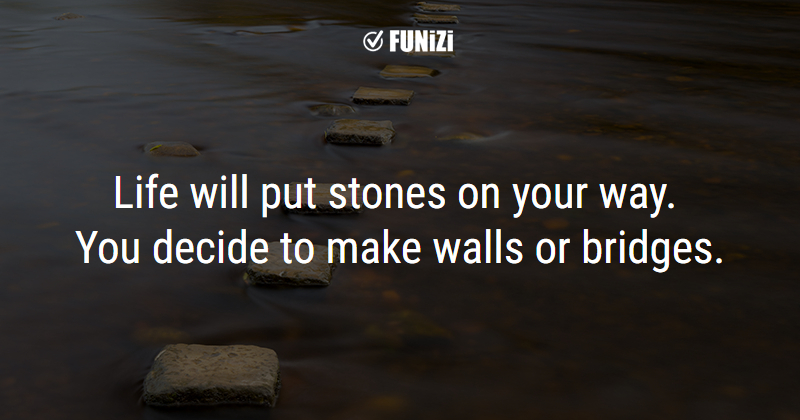 FUNiZi
Life will put stones on your way.
You decide to make walls or bridges.